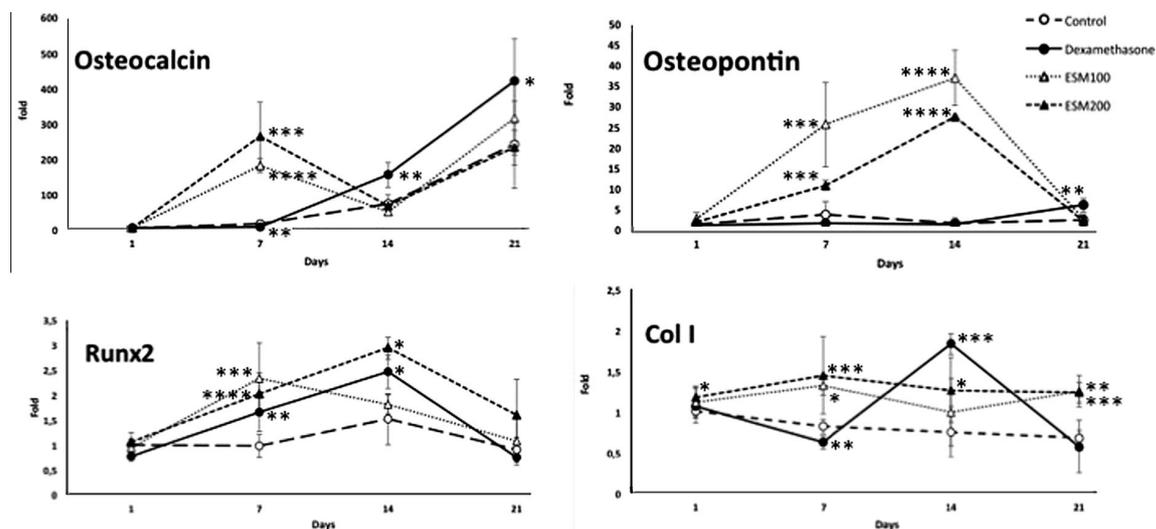 Osteocalcin
600
500
400
300
200
100
0
fold
***
****
**
**
*
1 7 14 21
Days
Osteopontin
50
45
40
35
30
25
20
15
10
5
0
Fold
****
****
***
***
**
1 7 14 21
Days
Control
Dexamethasone
ESM100
ESM200
Runx2
3,5
3
2,5
2
1,5
1
0,5
0
Fold
***
****
**
*
*
1 7 14 21
Days
Col I
2,5
2
1,5
1
0,5
0
Fold
*
***
*
**
***
*
**
***
1 7 14 21
Days